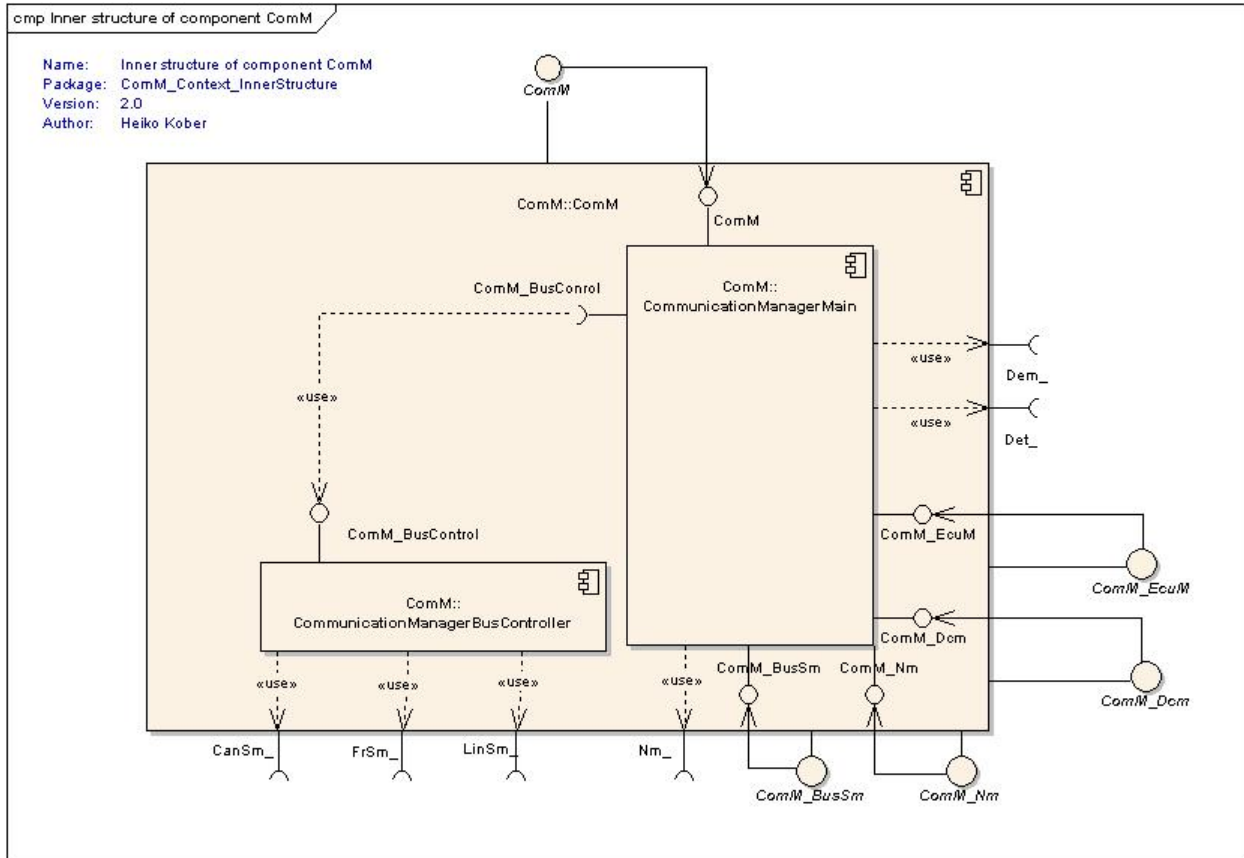 cmp Inner structure of component ComM
Name: Inner structure of component ComM
Package: ComM_Context_InnerStructure
Version: 2.0
Author: Heiko Kober
ComM
ComM::ComM
ComM
ComM_BusConrol
ComM::
CommunicationManagerMain
«use»
Dem_
«use»
«use»
Det_
ComM_BusControl
ComM_EcuM
ComM_EcuM
ComM::
CommunicationManagerBusController
ComM_Dcm
ComM_BusSm
ComM_Nm
«use»
«use»
«use»
«use»
ComM_Dcm
CanSm_
FrSm_
LinSm_
Nm_
ComM_BusSm
ComM_Nm